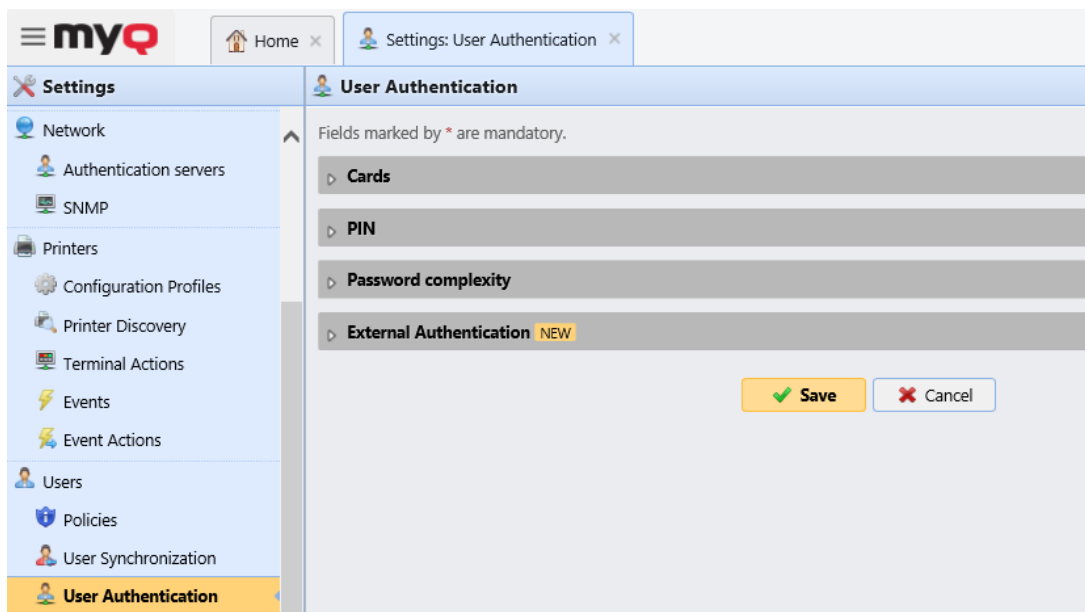 myQ
Home
Settings: User Authentication
Settings
Network
Authentication servers
SNMP
Printers
Configuration Profiles
Printer Discovery
Terminal Actions
Events
Event Actions
Users
Policies
User Synchronization
User Authentication
User Authentication
Fields marked by * are mandatory.
Cards
PIN
Password complexity
External Authentication NEW
Save
Cancel